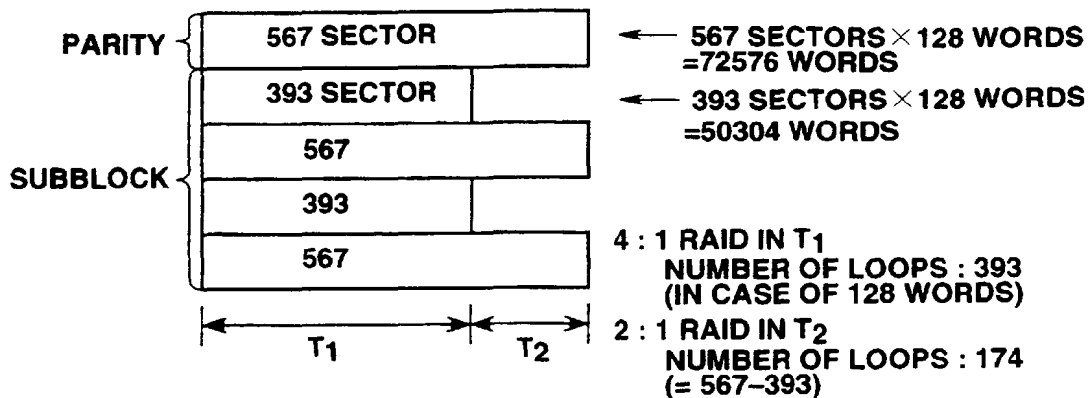 PARITY
567 SECTOR
← 567 SECTORS×128 WORDS
=72576 WORDS
393 SECTOR
← 393 SECTORS×128 WORDS
=50304 WORDS
SUBBLOCK
567
393
567
4 : 1 RAID IN T1
NUMBER OF LOOPS : 393
(IN CASE OF 128 WORDS)
T1
T2
2 : 1 RAID IN T2
NUMBER OF LOOPS : 174
(= 567–393)